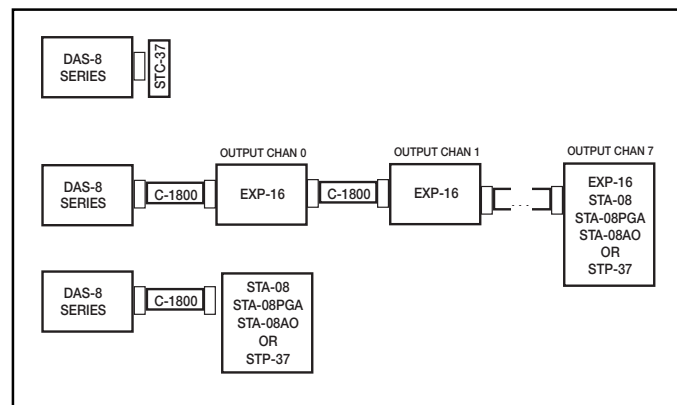 DAS-8
SERIES
STC-37
OUTPUT CHAN 0
OUTPUT CHAN 1
OUTPUT CHAN 7
DAS-8
SERIES
C-1800
EXP-16
C-1800
EXP-16
...
EXP-16
STA-08
STA-08PGA
STA-08AO
OR
STP-37
DAS-8
SERIES
C-1800
STA-08
STA-08PGA
STA-08AO
OR
STP-37